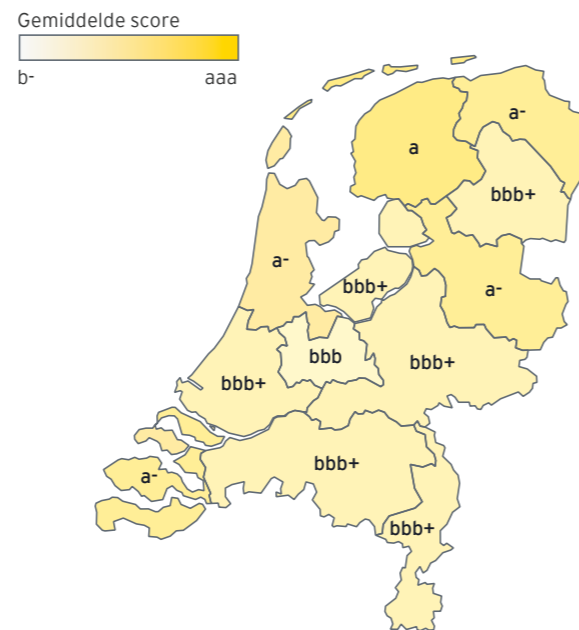 Gemiddelde score
b- aaa
a-
a
bbb+
a-
bbb+
a-
bbb
bbb+
bbb+
bbb+
a-
bbb+